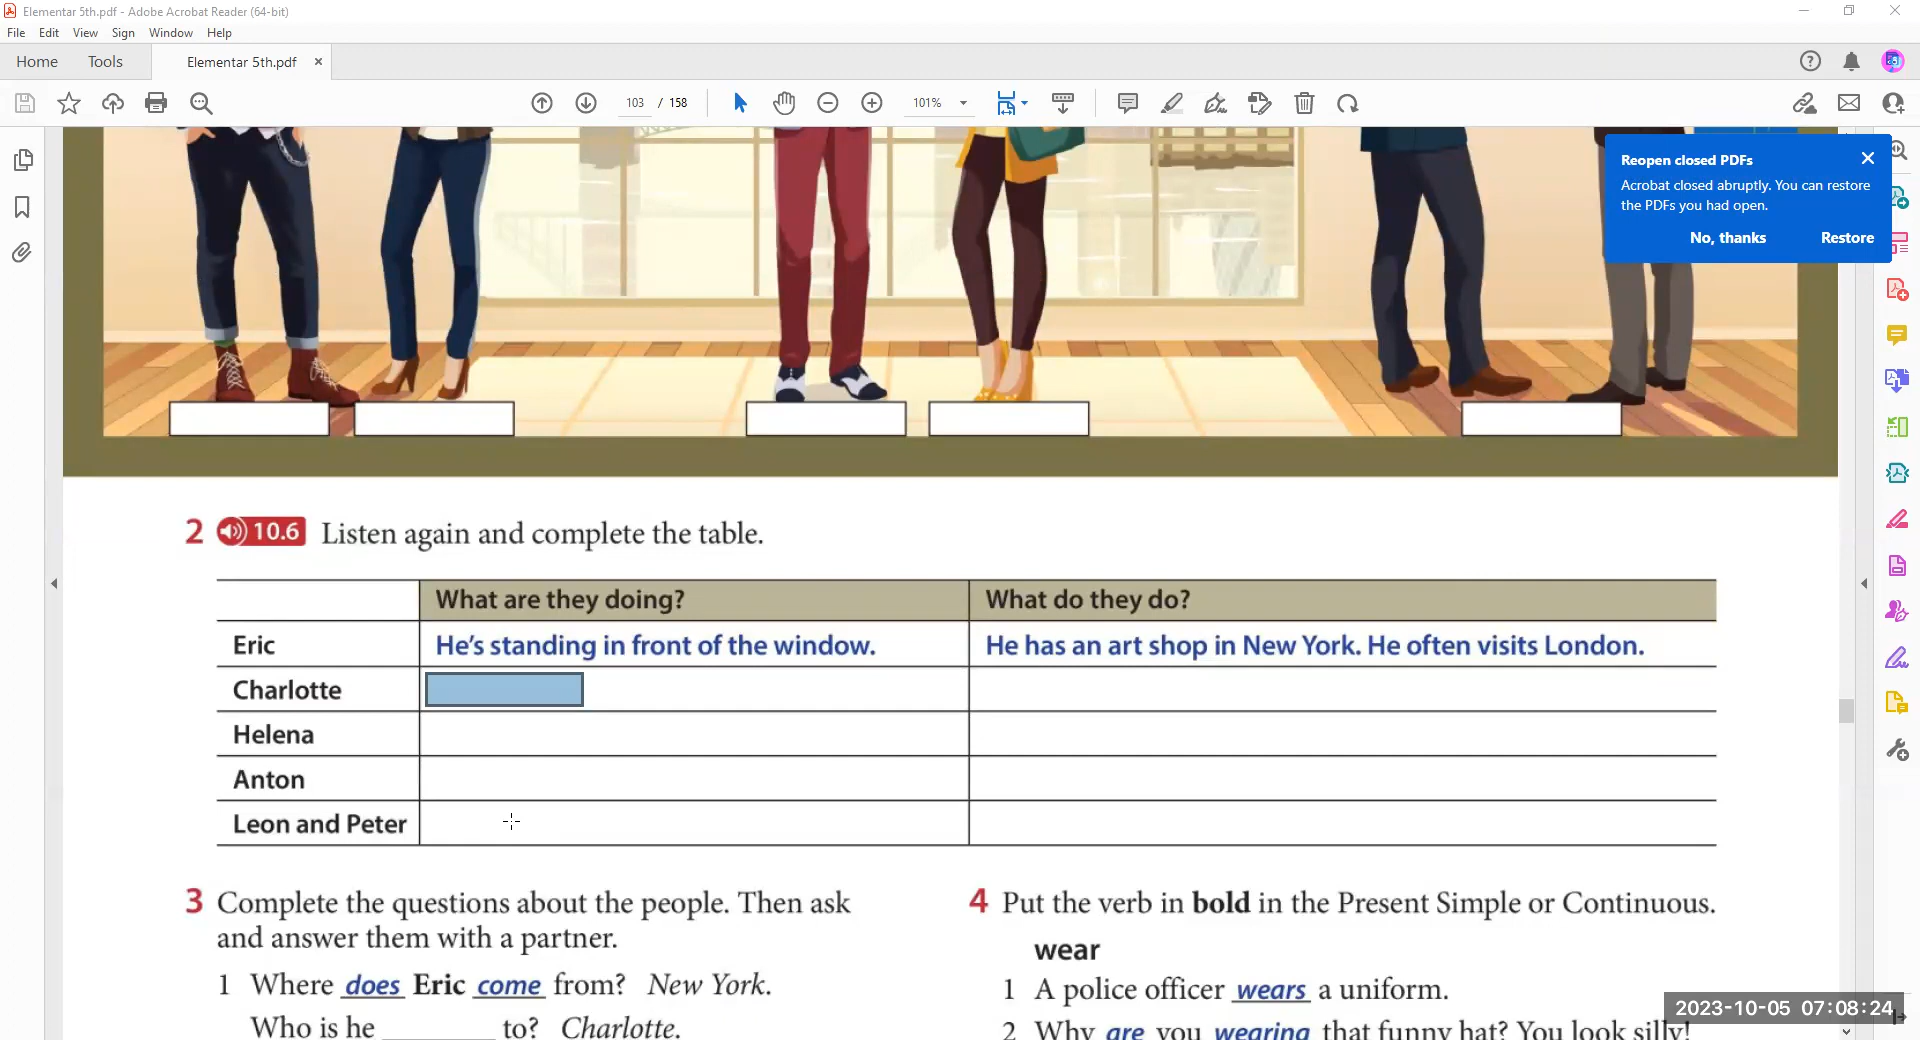 Elementar 5th.pdf - Adobe Acrobat Reader (64-bit)
File Edit View Sign Window Help
Home Tools Elementar 5th.pdf
103 / 158 101%
Reopen closed PDFs
Acrobat closed abruptly. You can restore
the PDFs you had open.
No, thanks Restore
2 10.6 Listen again and complete the table.
What are they doing? What do they do?
Eric He's standing in front of the window. He has an art shop in New York. He often visits London.
Charlotte
Helena
Anton
Leon and Peter
3 Complete the questions about the people. Then ask
and answer them with a partner.
1 Where does Eric come from? New York.
Who is he ________ to? Charlotte.
4 Put the verb in bold in the Present Simple or Continuous.
wear
1 A police officer wears a uniform.
2 Why are you wearing that funny hat? You look silly!
2023-10-05 07:08:24